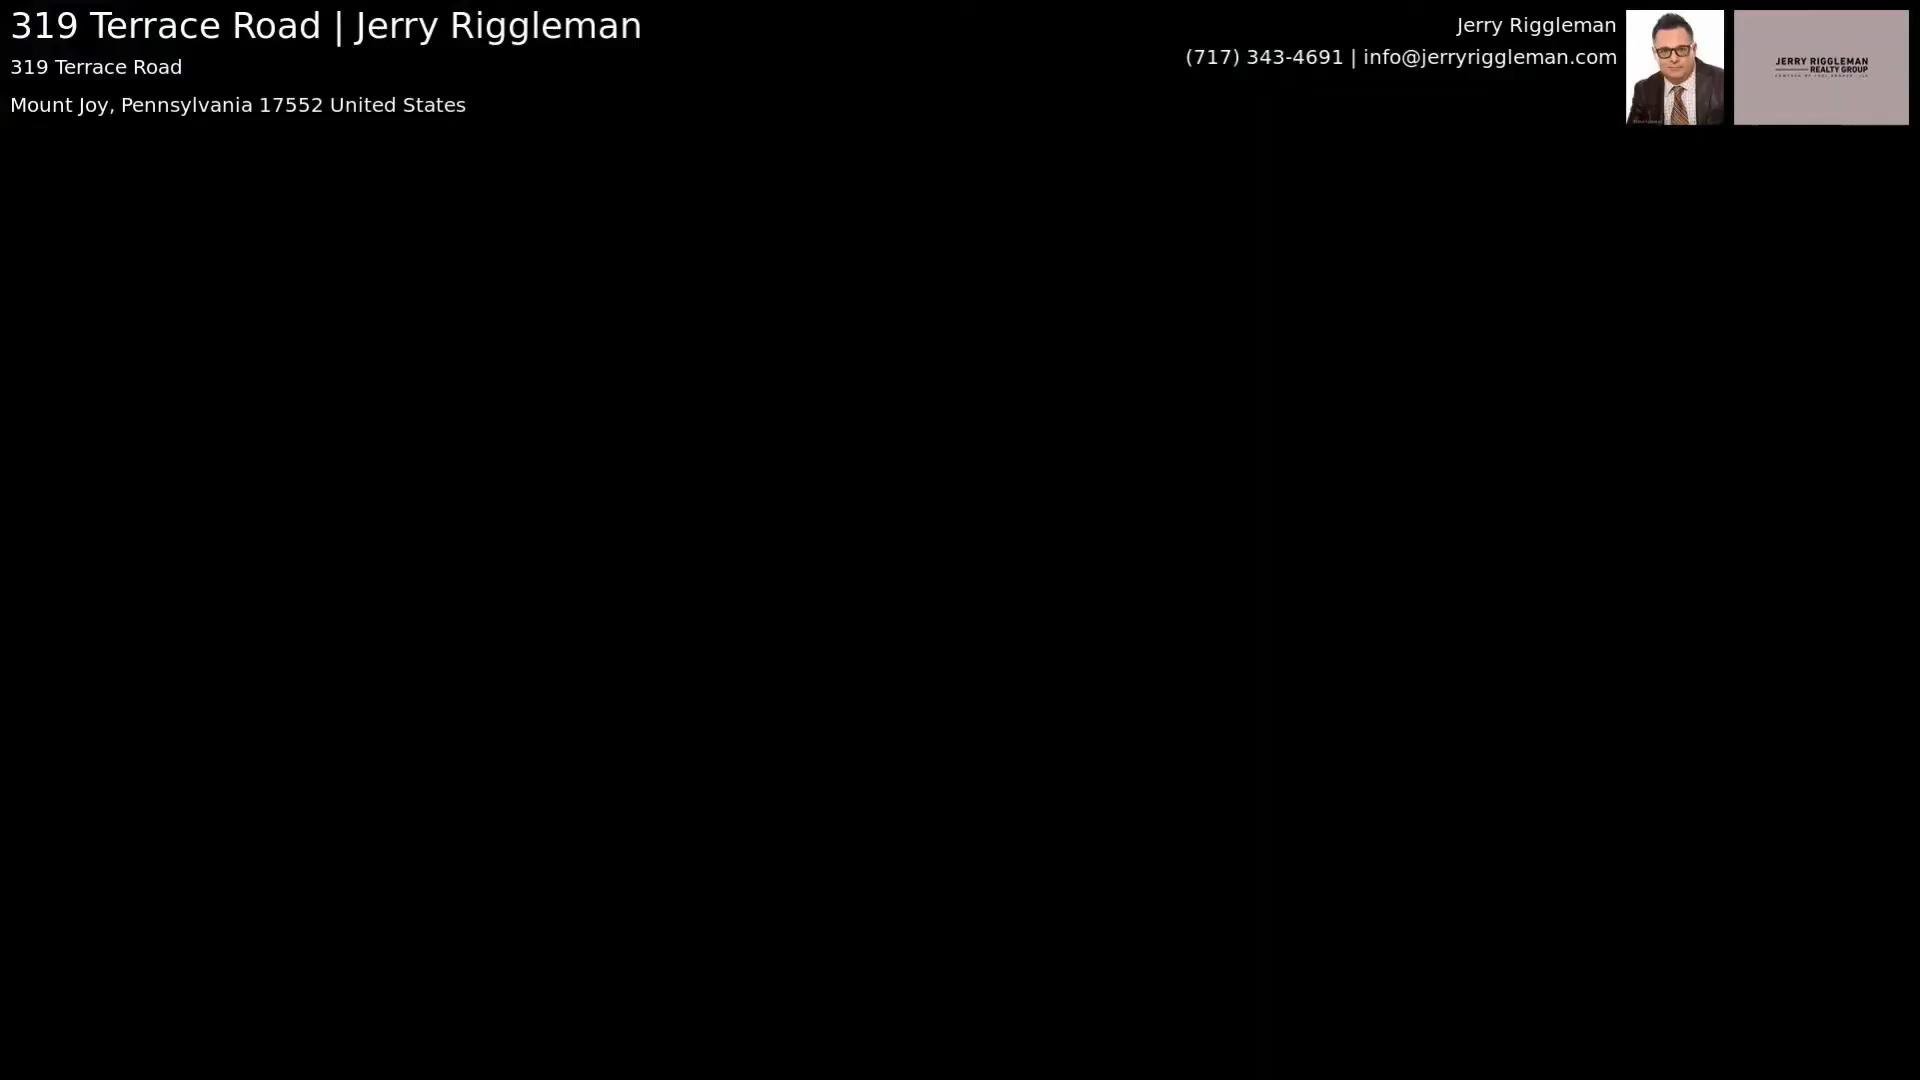 319 Terrace Road | Jerry Riggleman
319 Terrace Road
Mount Joy, Pennsylvania 17552 United States
Jerry Riggleman
(717) 343-4691 | info@jerryriggleman.com
JERRY RIGGLEMAN
REALTY GROUP